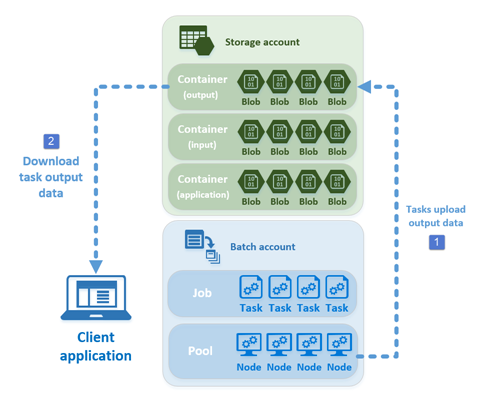 Storage account
Container
(output)
Blob Blob Blob Blob
Container
(input)
Blob Blob Blob Blob
Container
(application)
Blob Blob Blob Blob
2
Download
task output
data
Tasks upload
output data
1
Batch account
Job
Task Task Task Task
Pool
Node Node Node Node
Client
application